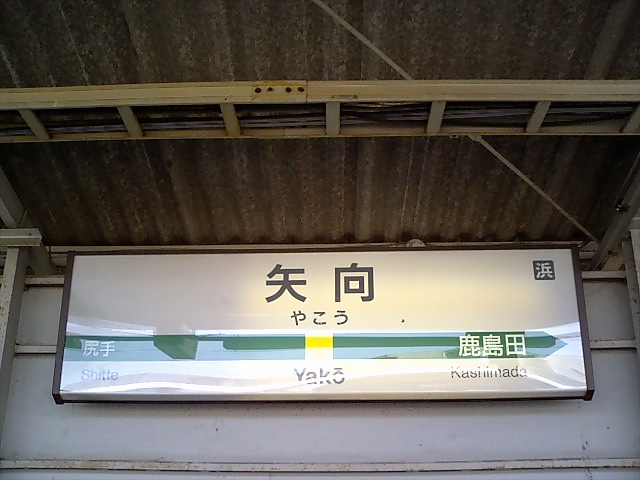 浜
矢向
やこう
尻手
鹿島田
Shitte
Yakō
Kashimada